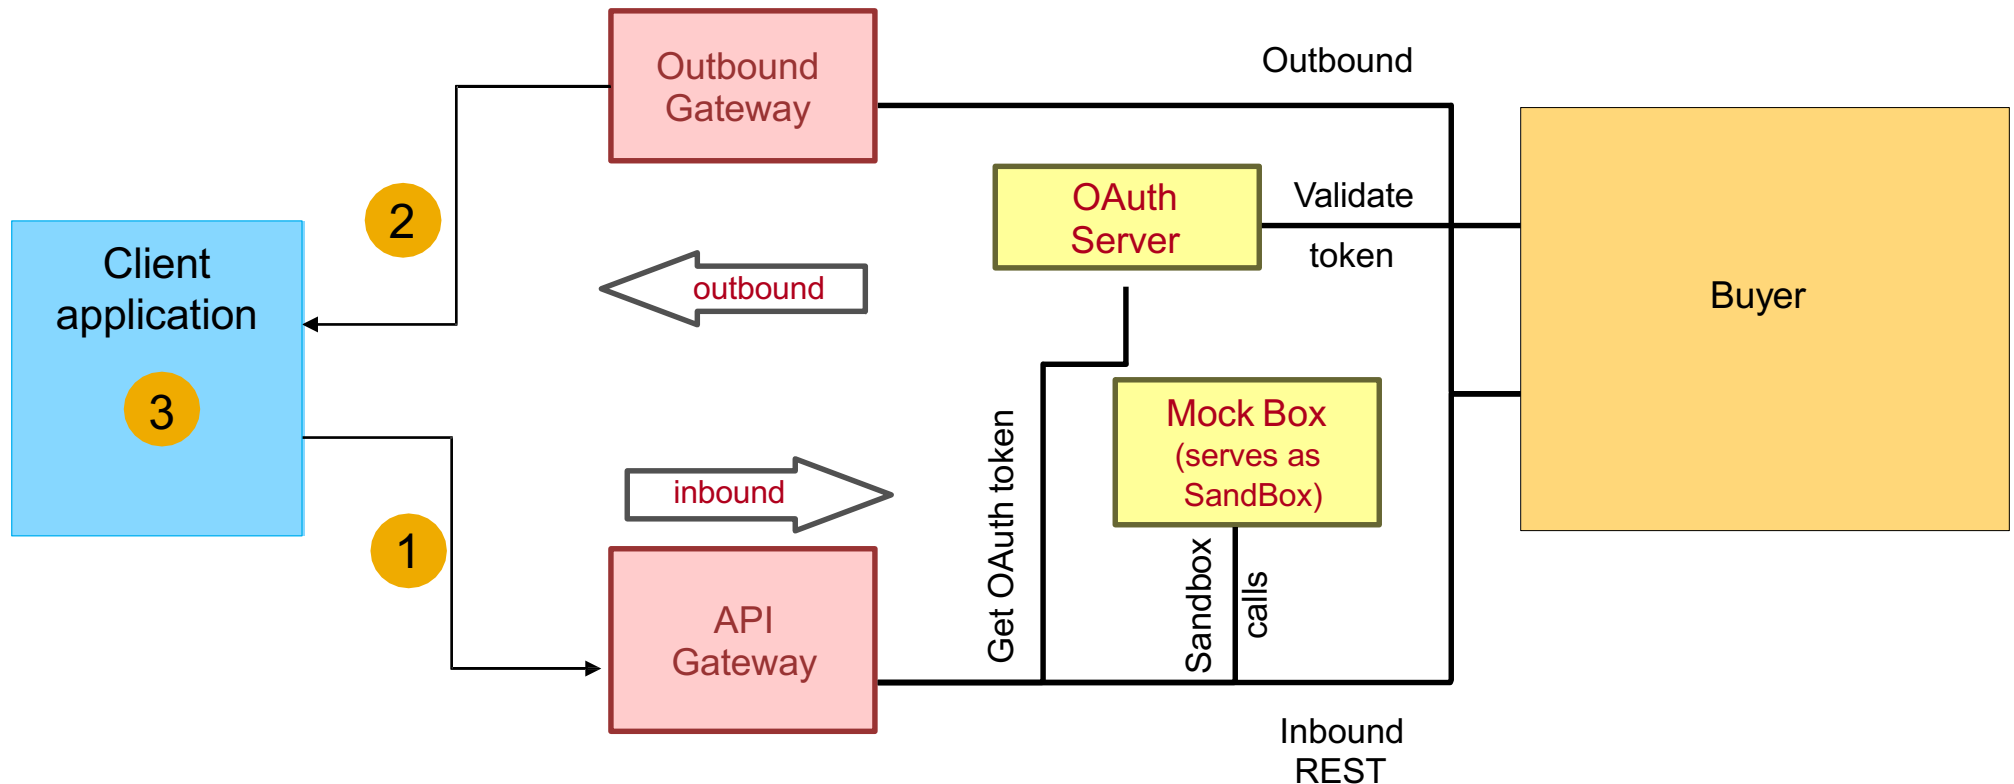 Outbound
Gateway
Outbound
OAuth
Server
Validate
token
2
Client
application
3
outbound
Buyer
inbound
1
Mock Box
(serves as
SandBox)
Get OAuth token
Sandbox
calls
API
Gateway
Inbound
REST